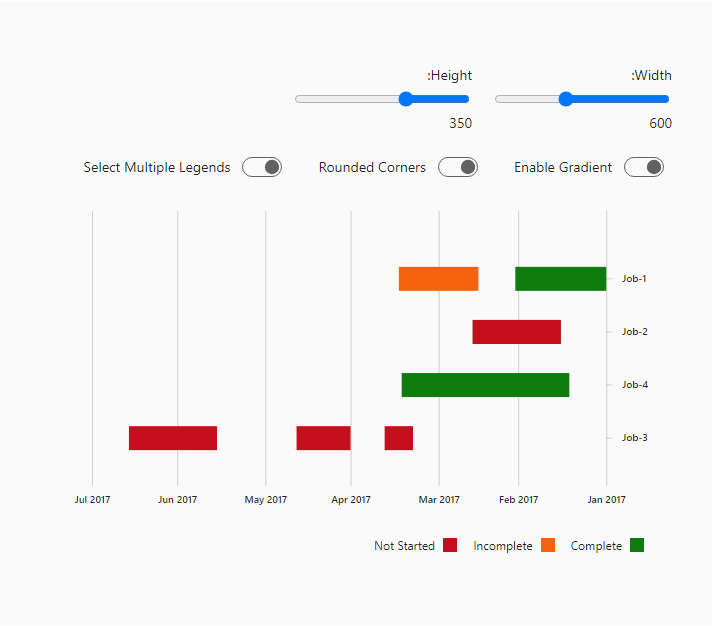 :Height
:Width
350
600
Select Multiple Legends
Rounded Corners
Enable Gradient
Job-1
Job-2
Job-4
Job-3
Jul 2017
Jun 2017
May 2017
Apr 2017
Mar 2017
Feb 2017
Jan 2017
Not Started
Incomplete
Complete